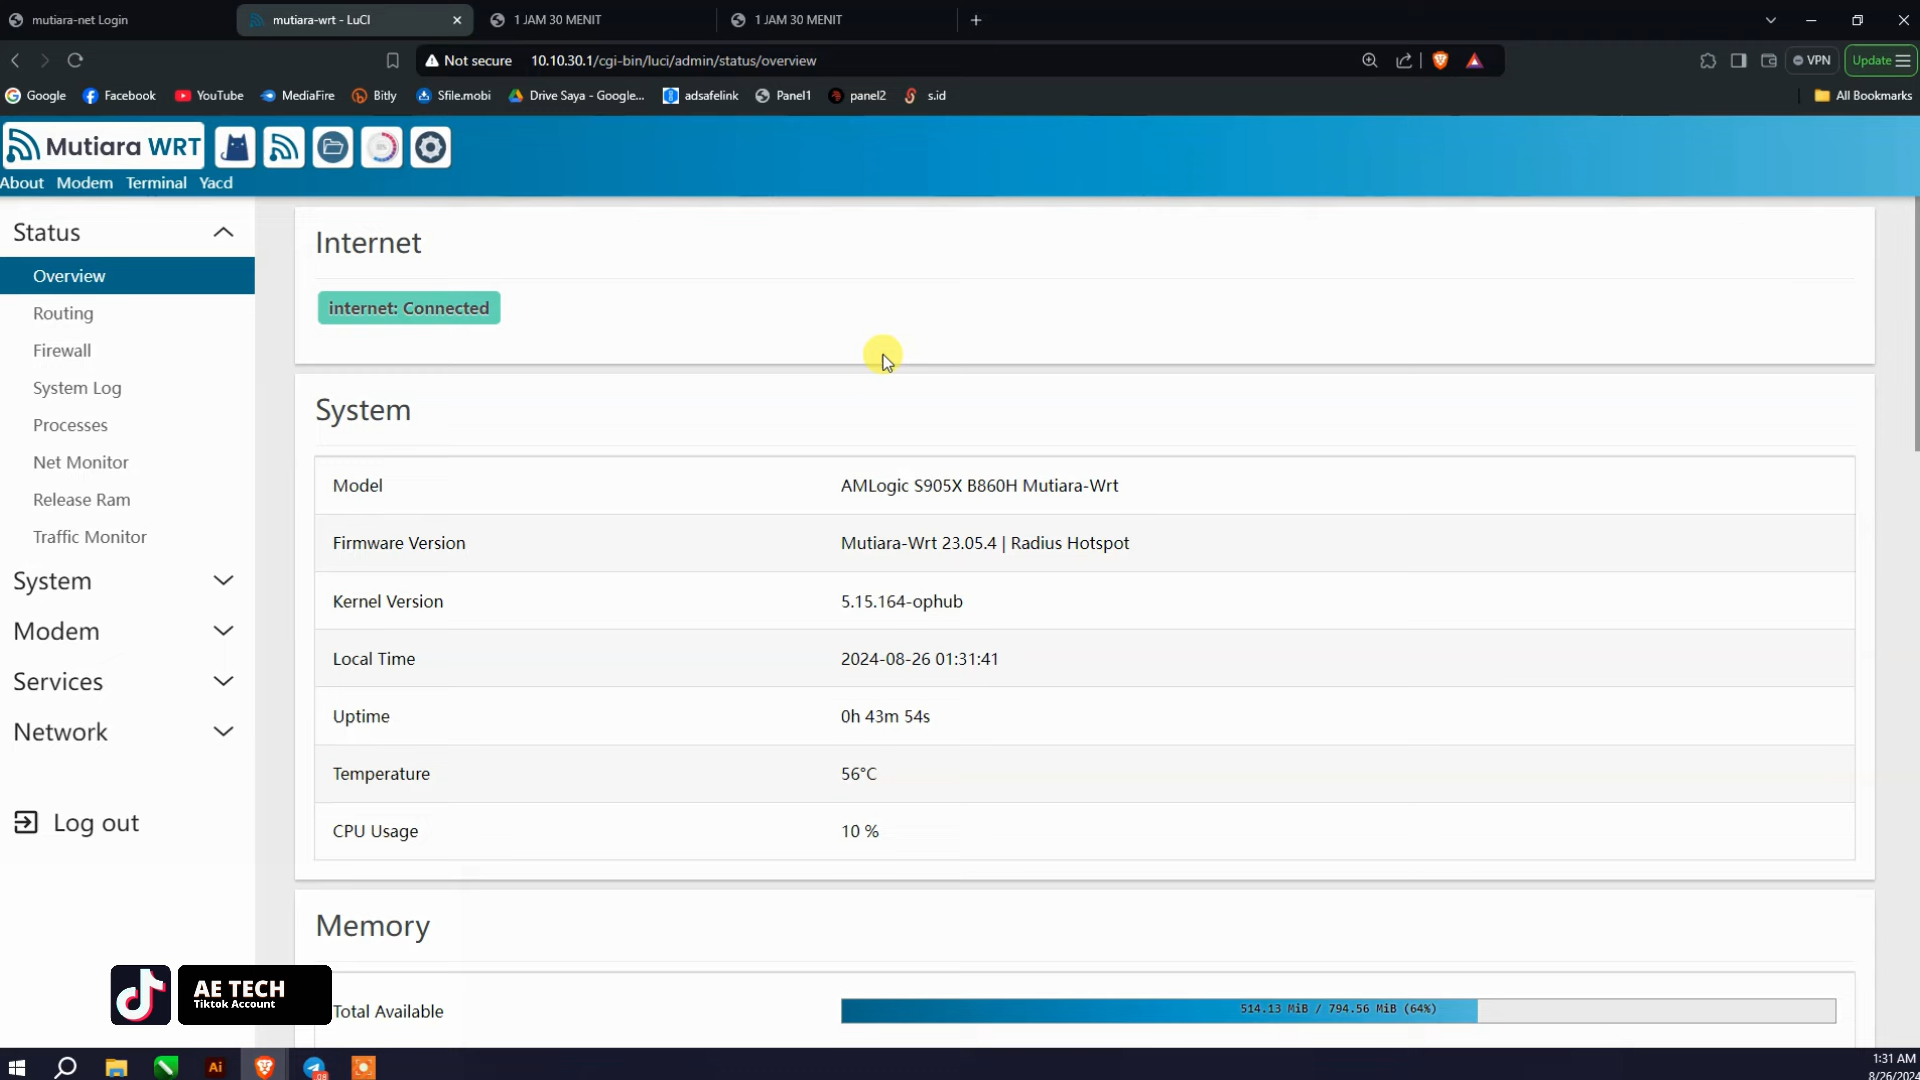 mutiara-net Login
mutiara-wrt - LuCI
1 JAM 30 MENIT
1 JAM 30 MENIT
Not secure
10.10.30.1/cgi-bin/luci/admin/status/overview
VPN
Update
Google
Facebook
YouTube
MediaFire
Bitly
Sfile.mobi
Drive Saya - Google...
adsafelink
Panel1
panel2
s.id
All Bookmarks
Mutiara WRT
About Modem Terminal Yacd
Status
Overview
Routing
Firewall
System Log
Processes
Net Monitor
Release Ram
Traffic Monitor
System
Modem
Services
Network
Log out
Internet
internet: Connected
System
Model AMLogic S905X B860H Mutiara-Wrt
Firmware Version Mutiara-Wrt 23.05.4 | Radius Hotspot
Kernel Version 5.15.164-ophub
Local Time 2024-08-26 01:31:41
Uptime 0h 43m 54s
Temperature 56°C
CPU Usage 10 %
Memory
Total Available 514.13 MiB / 794.56 MiB (64%)
AE TECH
Tiktok Account
Ai
1:31 AM